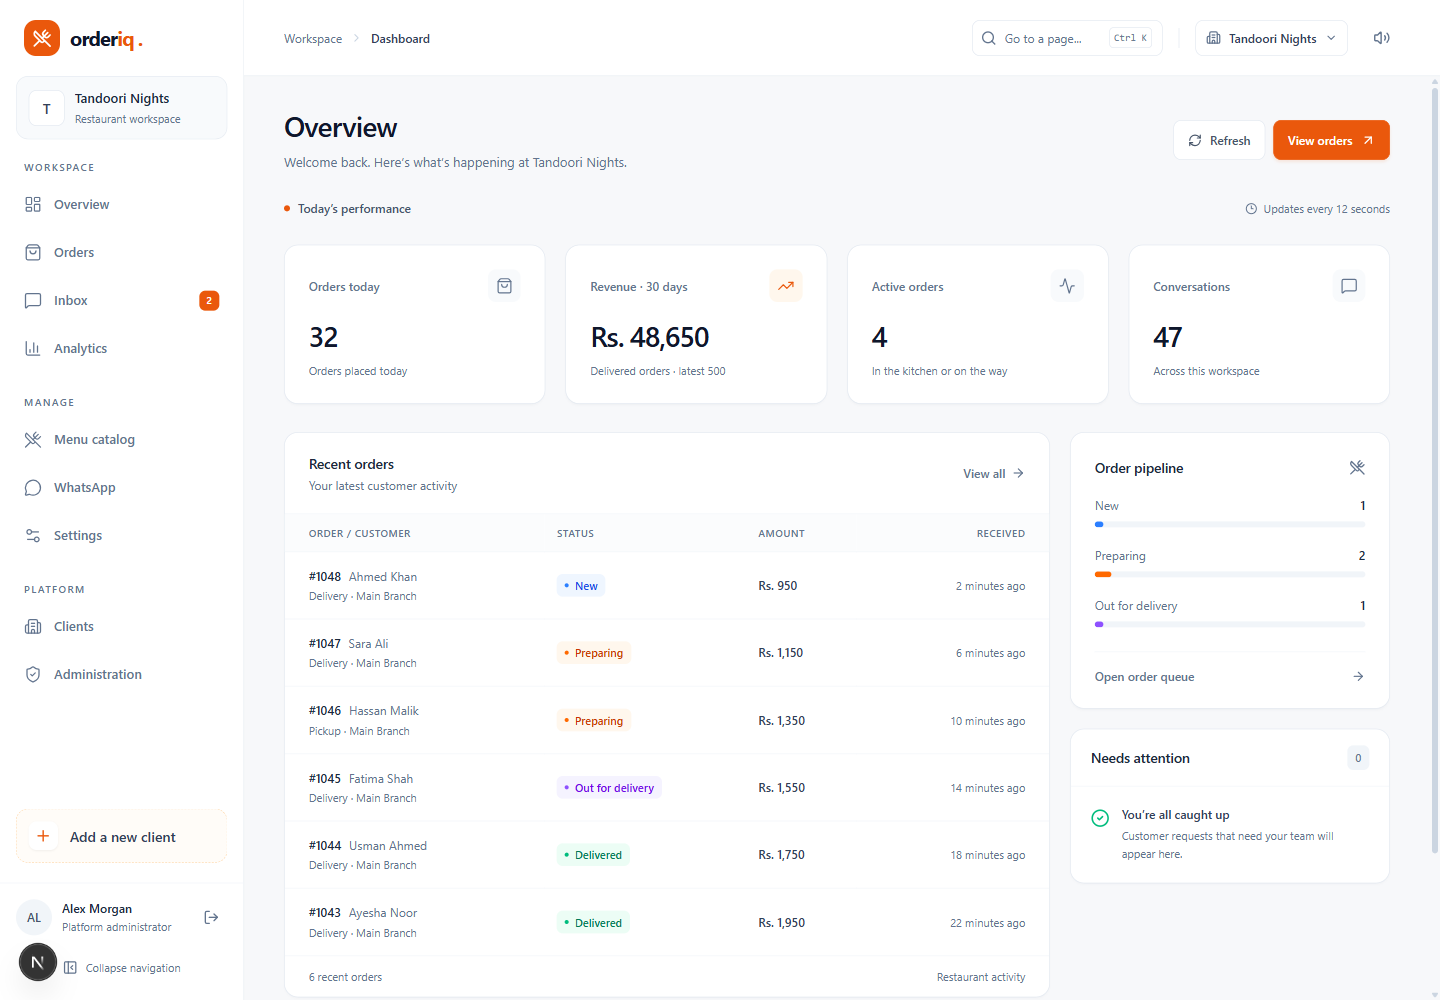 orderiq.
T
Tandoori Nights
Restaurant workspace
WORKSPACE
Overview
Orders
Inbox
2
Analytics
MANAGE
Menu catalog
WhatsApp
Settings
PLATFORM
Clients
Administration
Add a new client
AL
Alex Morgan
Platform administrator
N
Collapse navigation
Workspace
Dashboard
Go to a page...
Ctrl K
Tandoori Nights
Overview
Welcome back. Here's what's happening at Tandoori Nights.
Refresh
View orders
Today's performance
Updates every 12 seconds
Orders today
32
Orders placed today
Revenue · 30 days
Rs. 48,650
Delivered orders · latest 500
Active orders
4
In the kitchen or on the way
Conversations
47
Across this workspace
Recent orders
Your latest customer activity
View all
ORDER / CUSTOMER STATUS AMOUNT RECEIVED
#1048 Ahmed Khan
Delivery · Main Branch
New
Rs. 950
2 minutes ago
#1047 Sara Ali
Delivery · Main Branch
Preparing
Rs. 1,150
6 minutes ago
#1046 Hassan Malik
Pickup · Main Branch
Preparing
Rs. 1,350
10 minutes ago
#1045 Fatima Shah
Delivery · Main Branch
Out for delivery
Rs. 1,550
14 minutes ago
#1044 Usman Ahmed
Delivery · Main Branch
Delivered
Rs. 1,750
18 minutes ago
#1043 Ayesha Noor
Delivery · Main Branch
Delivered
Rs. 1,950
22 minutes ago
6 recent orders
Restaurant activity
Order pipeline
New 1
Preparing 2
Out for delivery 1
Open order queue
Needs attention
0
You're all caught up
Customer requests that need your team will
appear here.